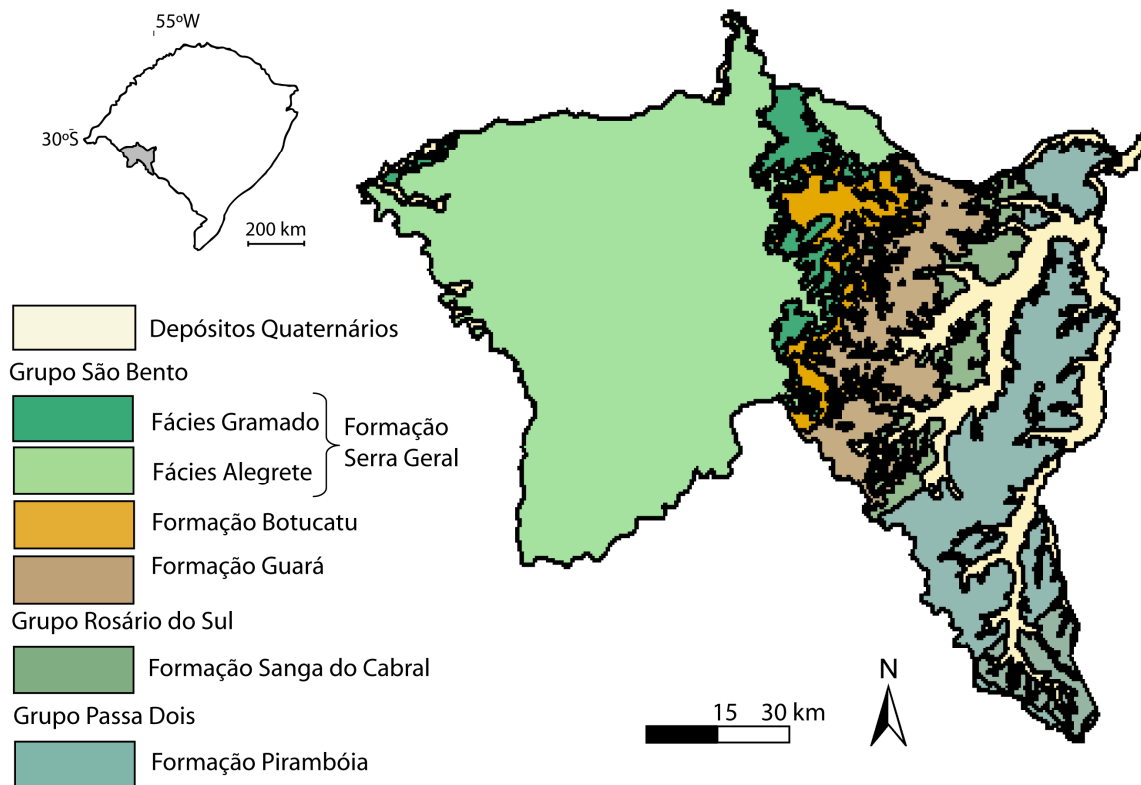 55ºW
30ºS
200 km
Depósitos Quaternários
Grupo São Bento
Fácies Gramado
Formação
Serra Geral
Fácies Alegrete
Formação Botucatu
Formação Guará
Grupo Rosário do Sul
Formação Sanga do Cabral
Grupo Passa Dois
Formação Pirambóia
15 30 km
N